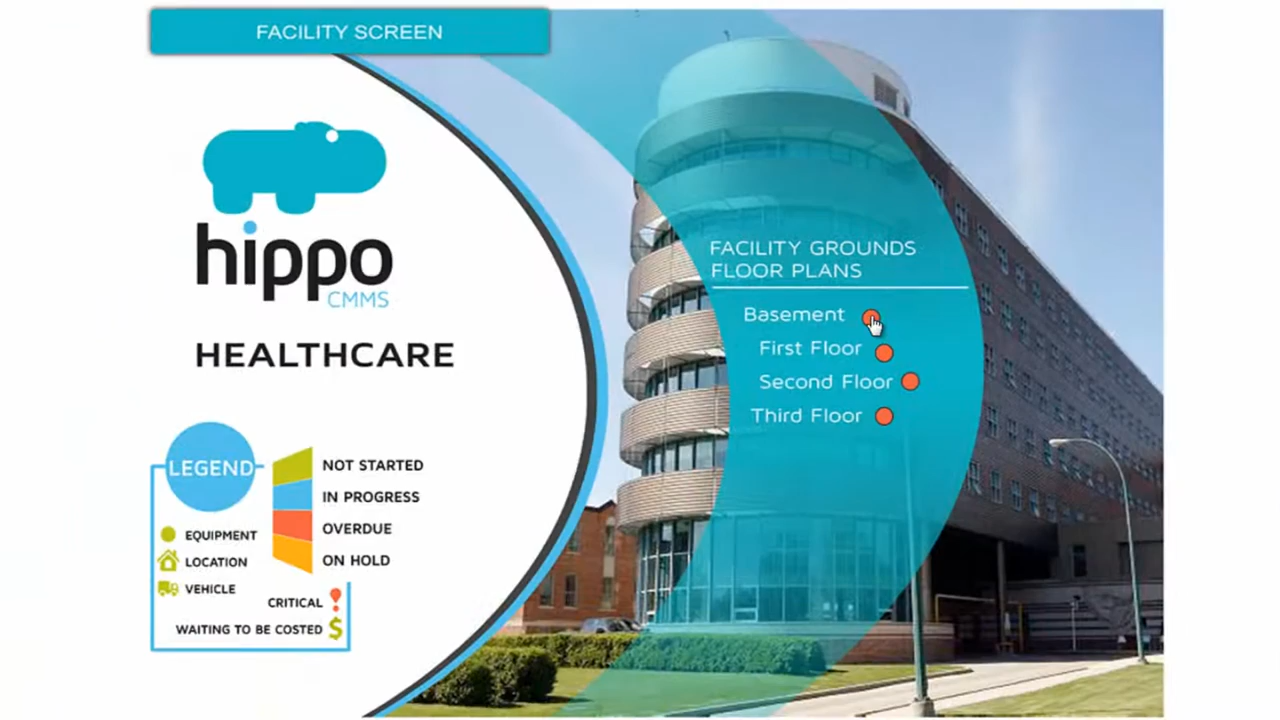 FACILITY SCREEN
hippo
CMMS
HEALTHCARE
FACILITY GROUNDS
FLOOR PLANS
Basement
First Floor
Second Floor
Third Floor
LEGEND
EQUIPMENT
LOCATION
VEHICLE
NOT STARTED
IN PROGRESS
OVERDUE
ON HOLD
CRITICAL
WAITING TO BE COSTED $